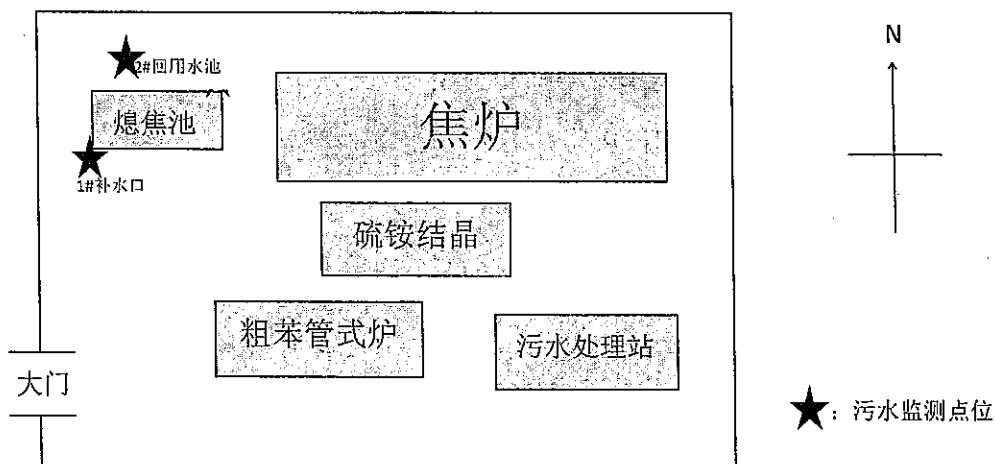 N
2#回用水池
熄焦池
焦炉
1#补水口
硫铵结晶
粗苯管式炉
污水处理站
大门
★：污水监测点位